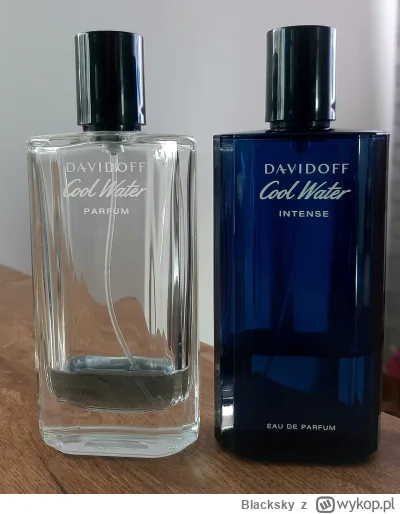 DAVIDOFF
Cool Water
PARFUM
DAVIDOFF
Cool Water
INTENSE
EAU DE PARFUM
Blacksky z wykop.pl